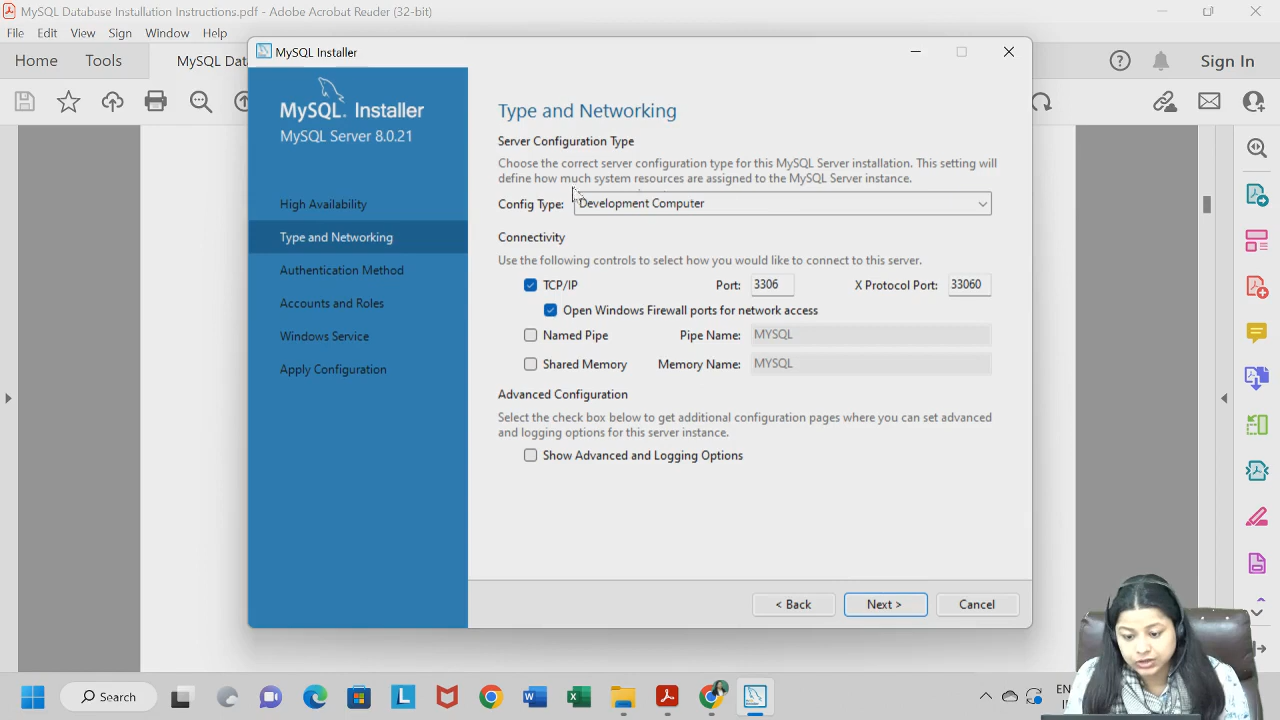 MySQL Database Installation Instructions.pdf - Adobe Acrobat Reader (32-bit)
File Edit View Sign Window Help
Home Tools MySQL Dat Sign In
MySQL Installer
MySQL. Installer
MySQL Server 8.0.21
High Availability
Type and Networking
Authentication Method
Accounts and Roles
Windows Service
Apply Configuration
Type and Networking
Server Configuration Type
Choose the correct server configuration type for this MySQL Server installation. This setting will
define how much system resources are assigned to the MySQL Server instance.
Config Type: Development Computer
Connectivity
Use the following controls to select how you would like to connect to this server.
TCP/IP Port: 3306 X Protocol Port: 33060
Open Windows Firewall ports for network access
Named Pipe Pipe Name: MYSQL
Shared Memory Memory Name: MYSQL
Advanced Configuration
Select the check box below to get additional configuration pages where you can set advanced
and logging options for this server instance.
Show Advanced and Logging Options
< Back Next > Cancel
Search
EN